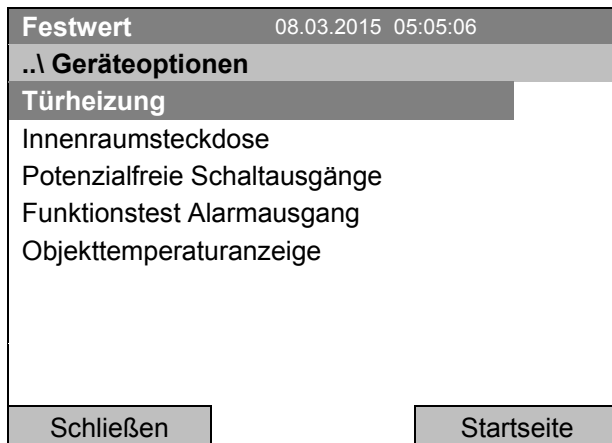 Festwert 08.03.2015 05:05:06
..\ Geräteoptionen
Türheizung
Innenraumsteckdose
Potenzialfreie Schaltausgänge
Funktionstest Alarmausgang
Objekttemperaturanzeige
Schließen Startseite